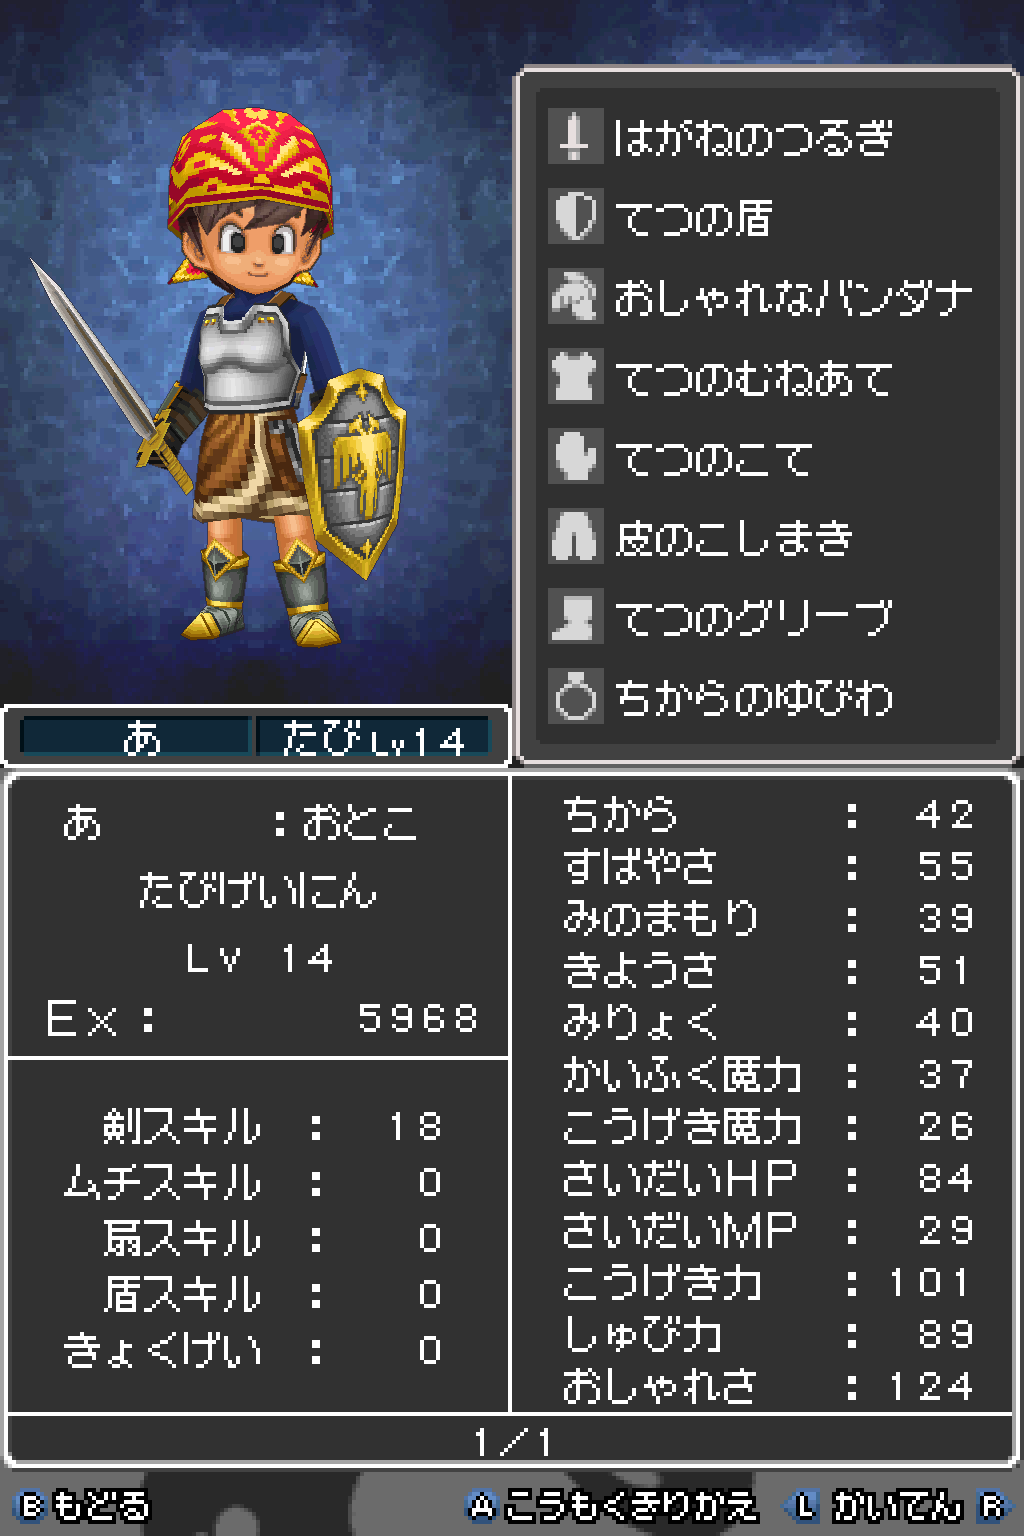 はがねのつるぎ
てつの盾
おしゃれなバンダナ
てつのむねあて
てつのこて
皮のこしまき
てつのグリーブ
ちからのゆびわ
あ たび Lv14
あ :おとこ
たびげいにん
Lv 14
Ex: 5968
剣スキル : 18
ムチスキル : 0
扇スキル : 0
盾スキル : 0
きょくげい : 0
ちから : 42
すばやさ : 55
みのまもり : 39
きようさ : 51
みりょく : 40
かいふく魔力 : 37
こうげき魔力 : 26
さいだいHP : 84
さいだいMP : 29
こうげき力 : 101
しゅび力 : 89
おしゃれさ : 124
1/1
B もどる A こうもくきりかえ L かいてん R